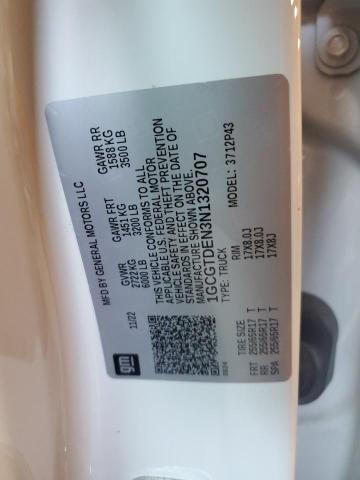 MFD BY GENERAL MOTORS LLC
11/22
GVWR
2722 KG
6000 LB
GAWR FRT
1451 KG
3200 LB
GAWR RR
1588 KG
3500 LB
THIS VEHICLE CONFORMS TO ALL
APPLICABLE U.S. FEDERAL MOTOR
VEHICLE SAFETY AND THEFT PREVENTION
STANDARDS IN EFFECT ON THE DATE OF
MANUFACTURE SHOWN ABOVE.
1GCGTDEN3N1320707
TYPE: TRUCK
MODEL: 3712P43
TIRE SIZE RIM
FRT 255/65R17 T 17X8.0J
RR 255/65R17 T 17X8.0J
SPA 255/65R17 T 17X8J
gm